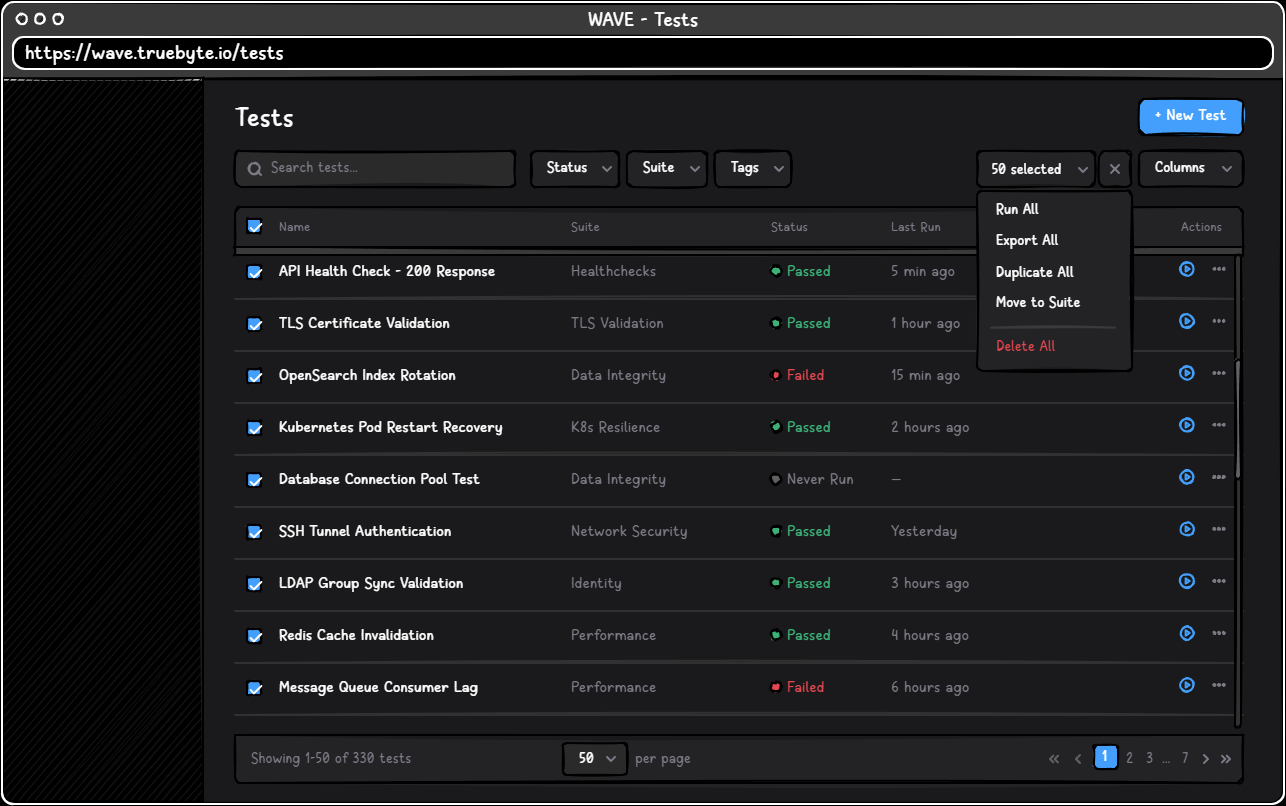 WAVE - Tests
https://wave.truebyte.io/tests
Tests
+ New Test
Search tests...
Status
Suite
Tags
50 selected
Columns
Run All
Export All
Duplicate All
Move to Suite
Delete All
Name Suite Status Last Run Actions
API Health Check - 200 Response Healthchecks Passed 5 min ago
TLS Certificate Validation TLS Validation Passed 1 hour ago
OpenSearch Index Rotation Data Integrity Failed 15 min ago
Kubernetes Pod Restart Recovery K8s Resilience Passed 2 hours ago
Database Connection Pool Test Data Integrity Never Run —
SSH Tunnel Authentication Network Security Passed Yesterday
LDAP Group Sync Validation Identity Passed 3 hours ago
Redis Cache Invalidation Performance Passed 4 hours ago
Message Queue Consumer Lag Performance Failed 6 hours ago
Showing 1-50 of 330 tests 50 per page « ‹ 1 2 3 ... 7 › »